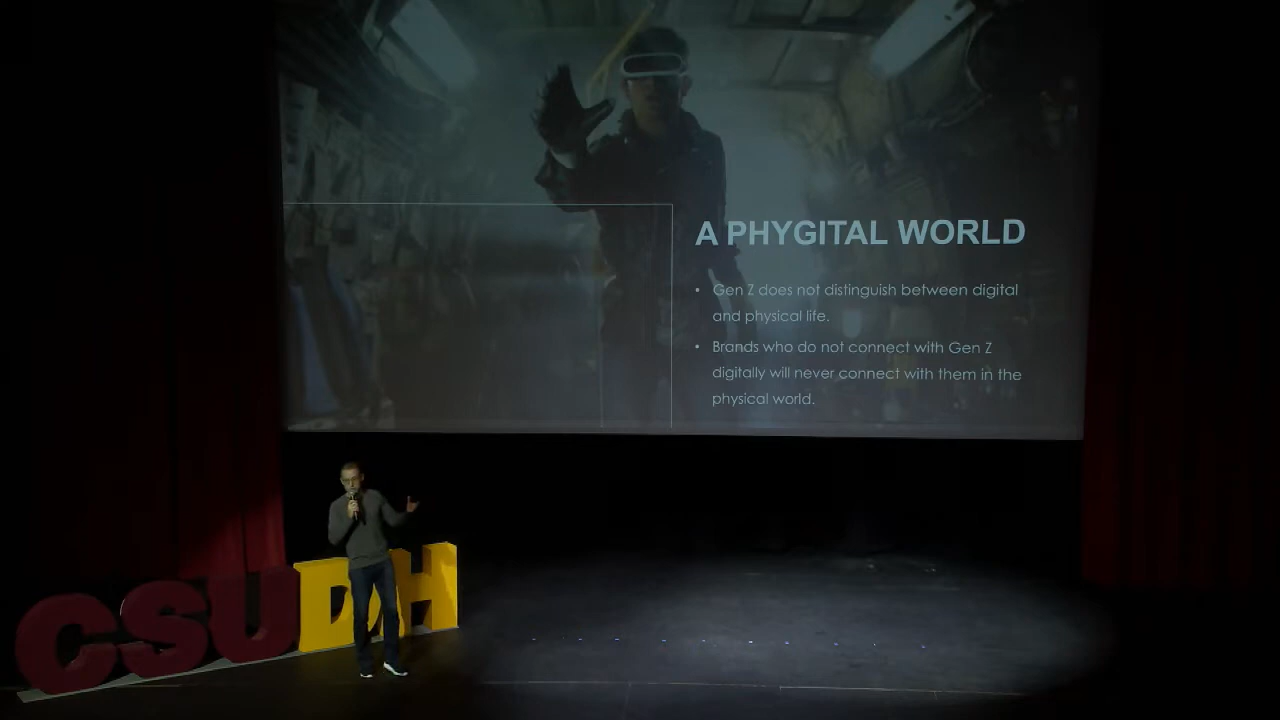 A PHYGITAL WORLD
• Gen Z does not distinguish between digital
and physical life.
• Brands who do not connect with Gen Z
digitally will never connect with them in the
physical world.
CSUDH